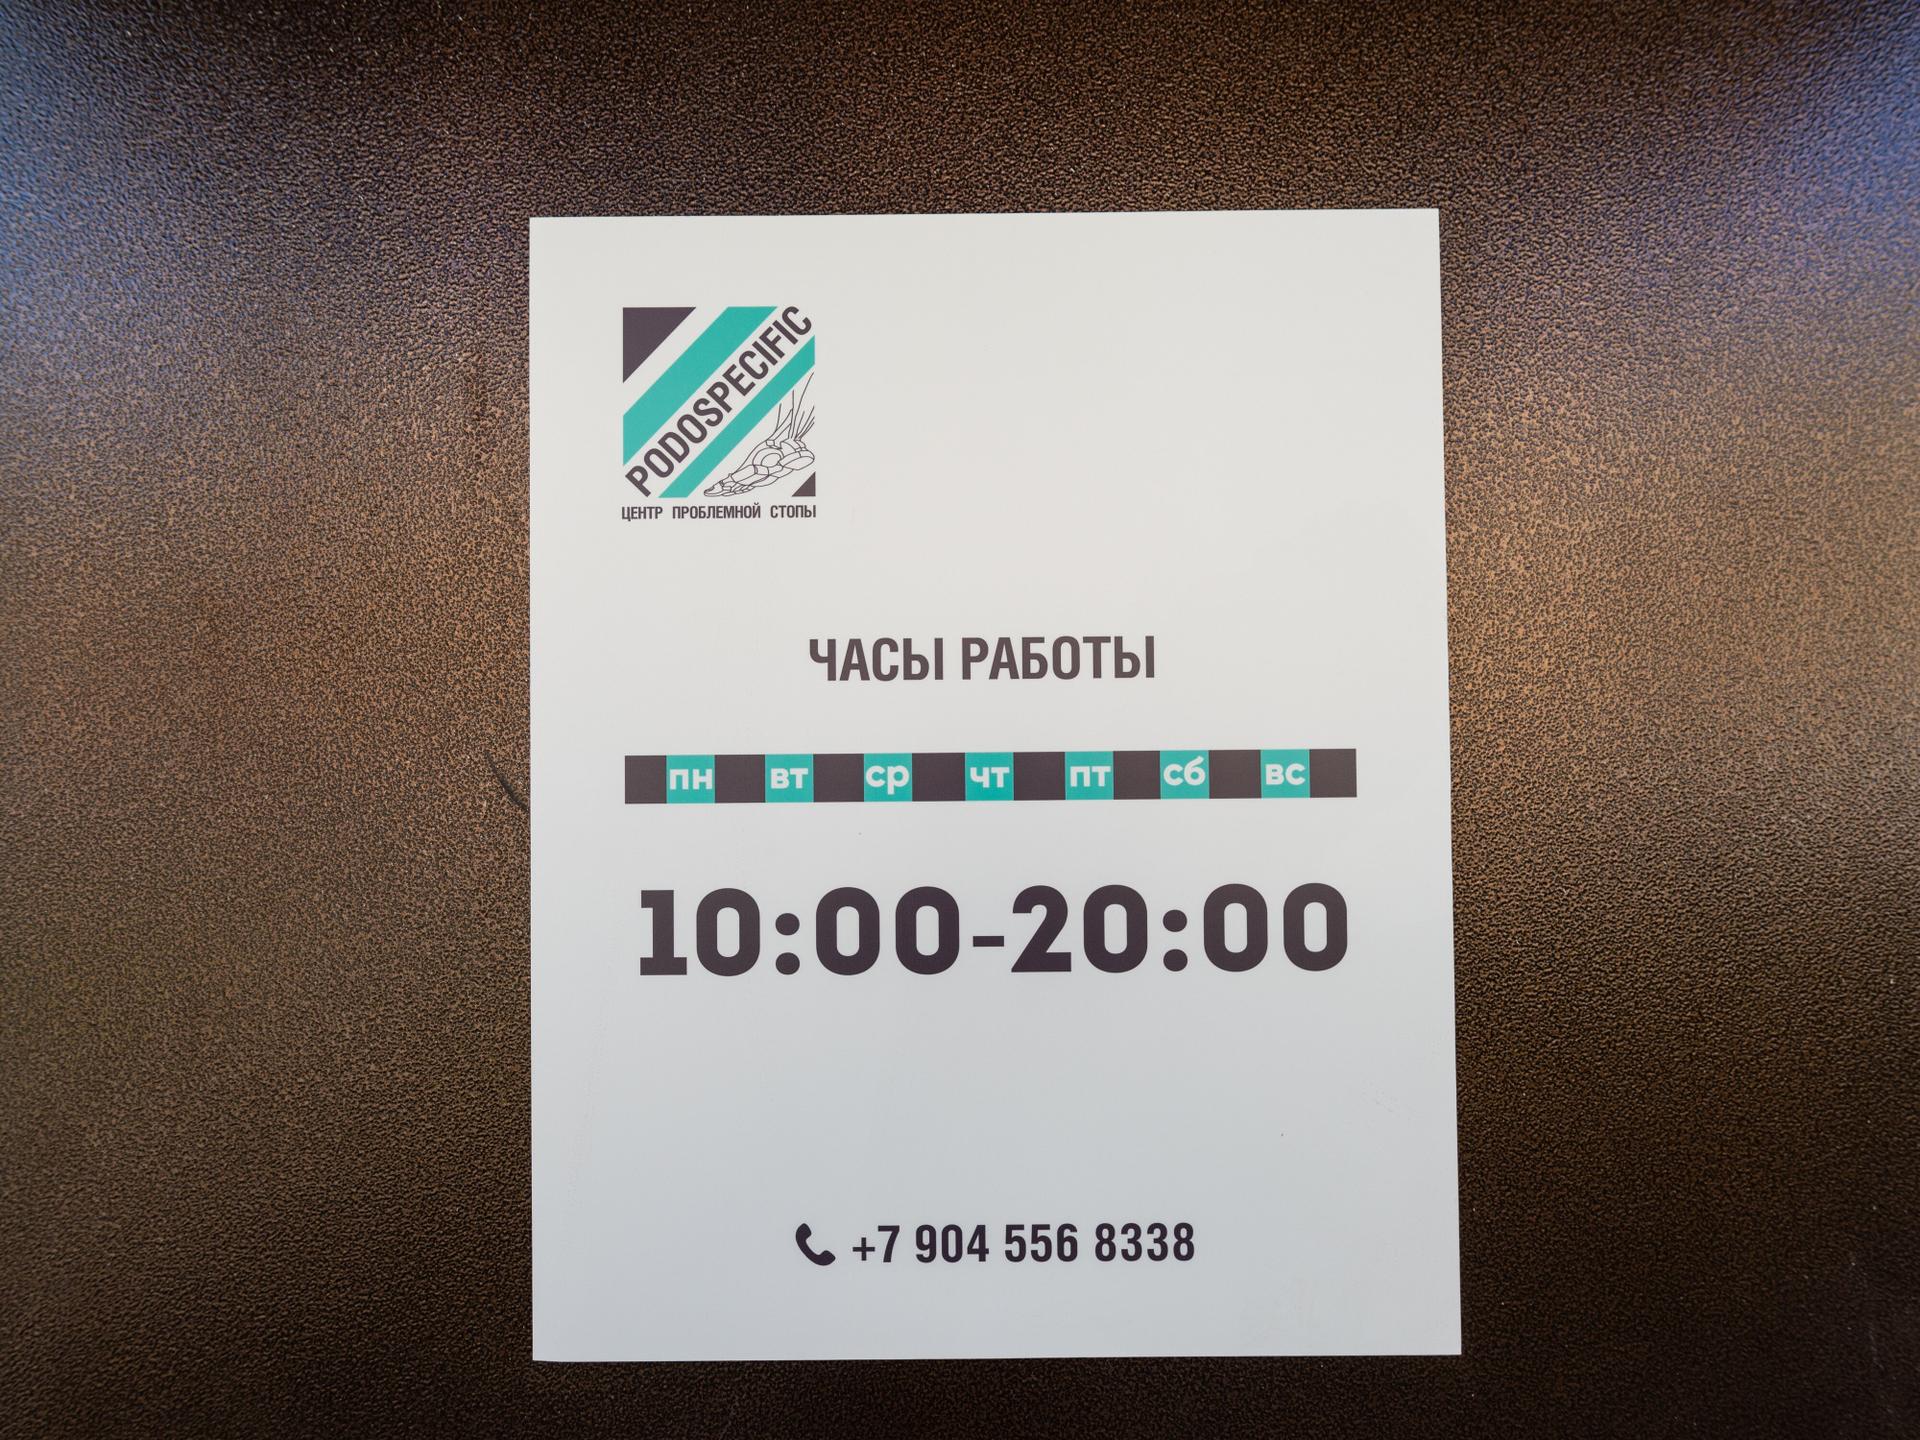 PODOSPECIFIC
ЦЕНТР ПРОБЛЕМНОЙ СТОПЫ
ЧАСЫ РАБОТЫ
пн вт ср чт пт сб вс
10:00-20:00
+7 904 556 8338